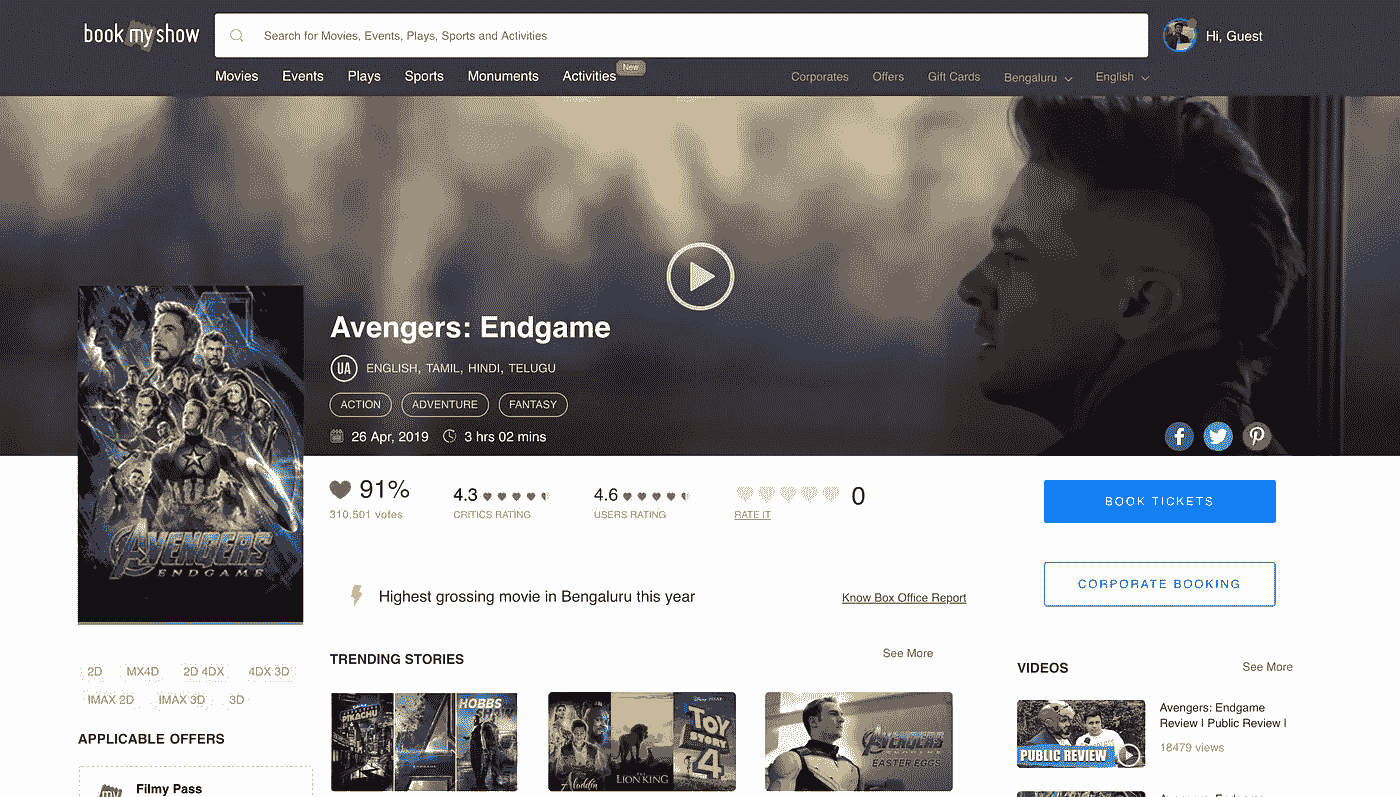 book my show
Search for Movies, Events, Plays, Sports and Activities
Hi, Guest
Movies Events Plays Sports Monuments Activities New
Corporates Offers Gift Cards Bengaluru English
Avengers: Endgame
UA ENGLISH, TAMIL, HINDI, TELUGU
ACTION ADVENTURE FANTASY
26 Apr, 2019 3 hrs 02 mins
AVENGERS
ENDGAME
91% 4.3 4.6 0
310,501 votes CRITICS RATING USERS RATING RATE IT
BOOK TICKETS
CORPORATE BOOKING
Highest grossing movie in Bengaluru this year Know Box Office Report
2D MX4D 2D 4DX 4DX 3D
IMAX 2D IMAX 3D 3D
APPLICABLE OFFERS
my Filmy Pass
TRENDING STORIES See More
PIKACHU
HOBBS
Aladdin
THE LION KING
DISNEY PIXAR
TOY
STORY
4
AVENGERS
EASTER EGGS
VIDEOS See More
PUBLIC REVIEW
Avengers: Endgame
Review | Public Review |
18479 views